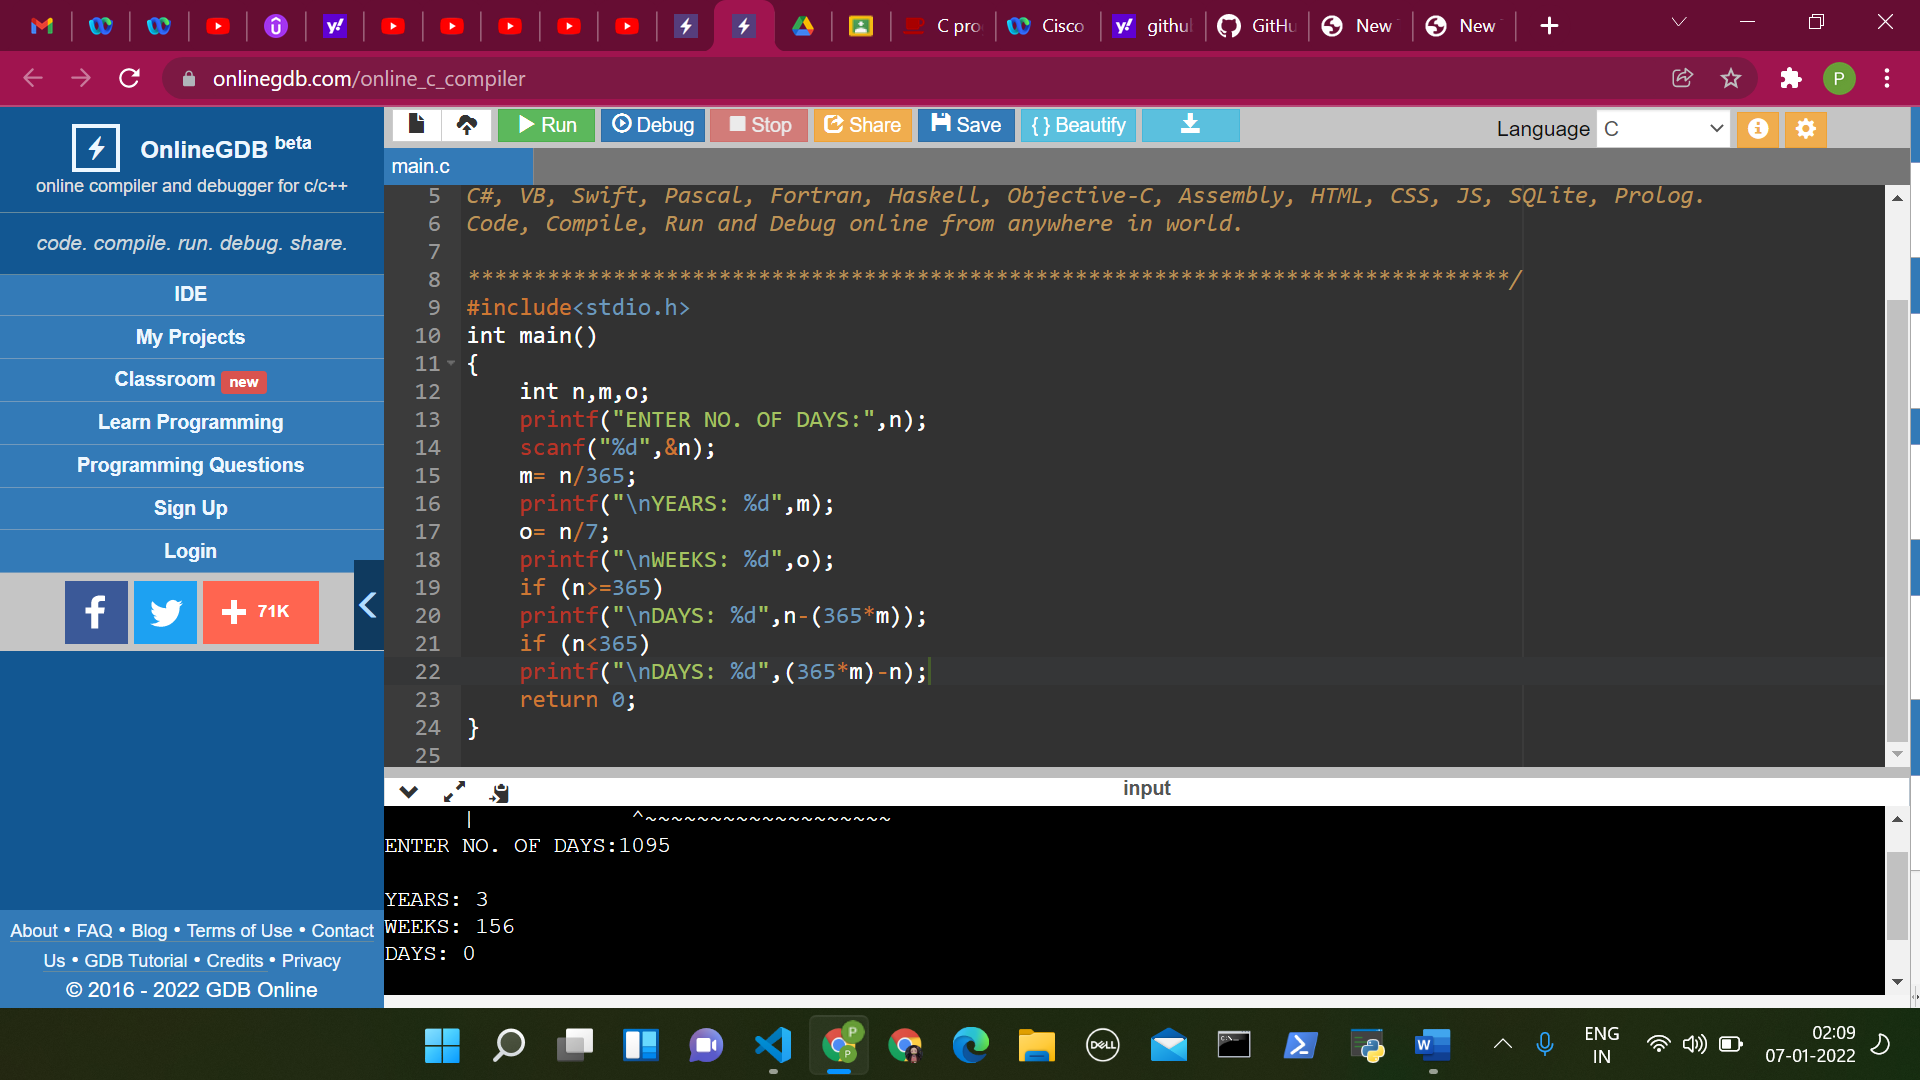 C pro
Cisco
githul
GitHu
New
New
onlinegdb.com/online_c_compiler
P
OnlineGDB beta
online compiler and debugger for c/c++
code. compile. run. debug. share.
IDE
My Projects
Classroom new
Learn Programming
Programming Questions
Sign Up
Login
71K
About • FAQ • Blog • Terms of Use • Contact
Us • GDB Tutorial • Credits • Privacy
© 2016 - 2022 GDB Online
Run Debug Stop Share Save { } Beautify
Language C
main.c
5 C#, VB, Swift, Pascal, Fortran, Haskell, Objective-C, Assembly, HTML, CSS, JS, SQLite, Prolog.
6 Code, Compile, Run and Debug online from anywhere in world.
7
8 *******************************************************************************/
9 #include<stdio.h>
10 int main()
11 {
12 int n,m,o;
13 printf("ENTER NO. OF DAYS:",n);
14 scanf("%d",&n);
15 m= n/365;
16 printf("\nYEARS: %d",m);
17 o= n/7;
18 printf("\nWEEKS: %d",o);
19 if (n>=365)
20 printf("\nDAYS: %d",n-(365*m));
21 if (n<365)
22 printf("\nDAYS: %d",(365*m)-n);
23 return 0;
24 }
25
input
| ^~~~~~~~~~~~~~~~~~~~
ENTER NO. OF DAYS:1095
YEARS: 3
WEEKS: 156
DAYS: 0
DELL
ENG
IN
02:09
07-01-2022